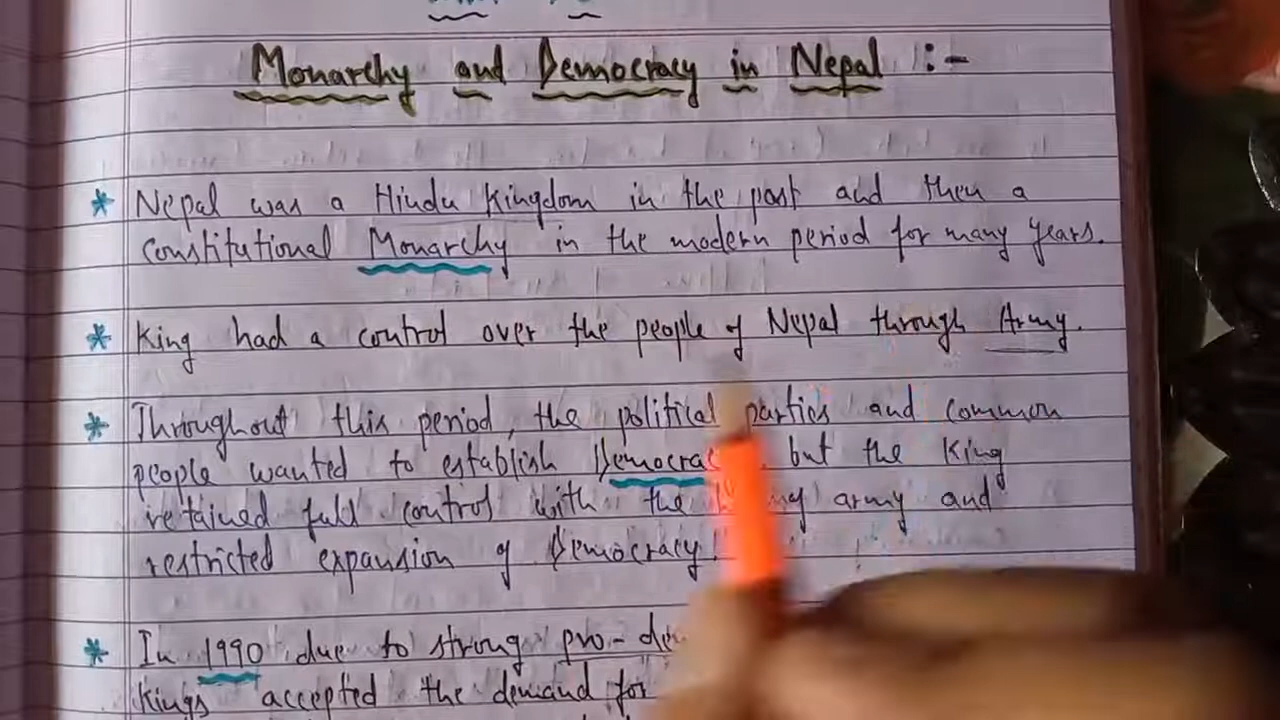 Monarchy and Democracy in Nepal :-
* Nepal was a Hindu Kingdom in the past and then a
constitutional Monarchy in the modern period for many years.
* King had a control over the people of Nepal through Army.
* Throughout this period, the political parties and common
people wanted to establish Democrac but the King
retained full control with the army and
restricted expansion of Democracy.
* In 1990 due to strong pro-de
Kings accepted the demand for